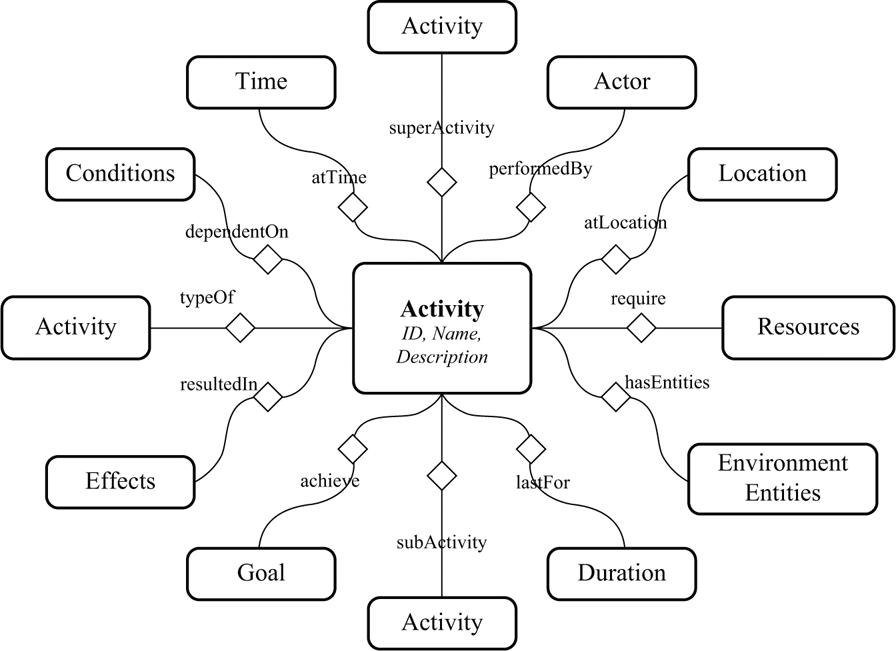 Activity
Time
Actor
superActivity
atTime
performedBy
Conditions
Location
dependentOn
atLocation
typeOf
require
Activity
Activity
ID, Name,
Description
Resources
resultedIn
hasEntities
Effects
Environment
Entities
achieve
lastFor
subActivity
Goal
Duration
Activity